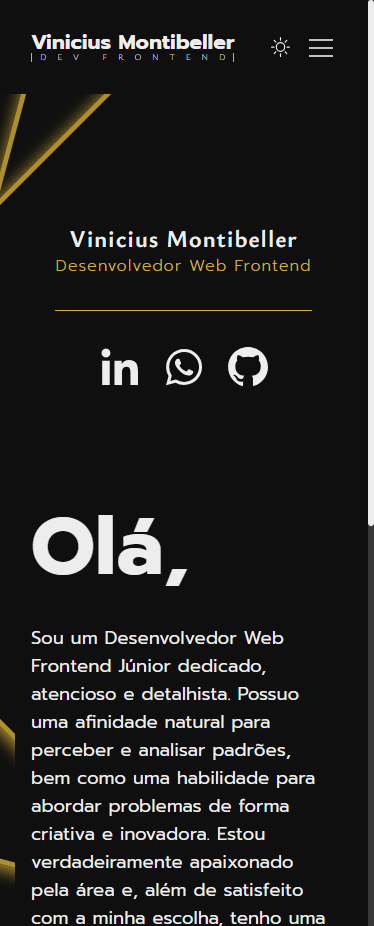 Vinicius Montibeller
| D E V F R O N T E N D |
Vinicius Montibeller
Desenvolvedor Web Frontend
in
Olá,
Sou um Desenvolvedor Web
Frontend Júnior dedicado,
atencioso e detalhista. Possuo
uma afinidade natural para
perceber e analisar padrões,
bem como uma habilidade para
abordar problemas de forma
criativa e inovadora. Estou
verdadeiramente apaixonado
pela área e, além de satisfeito
com a minha escolha, tenho uma